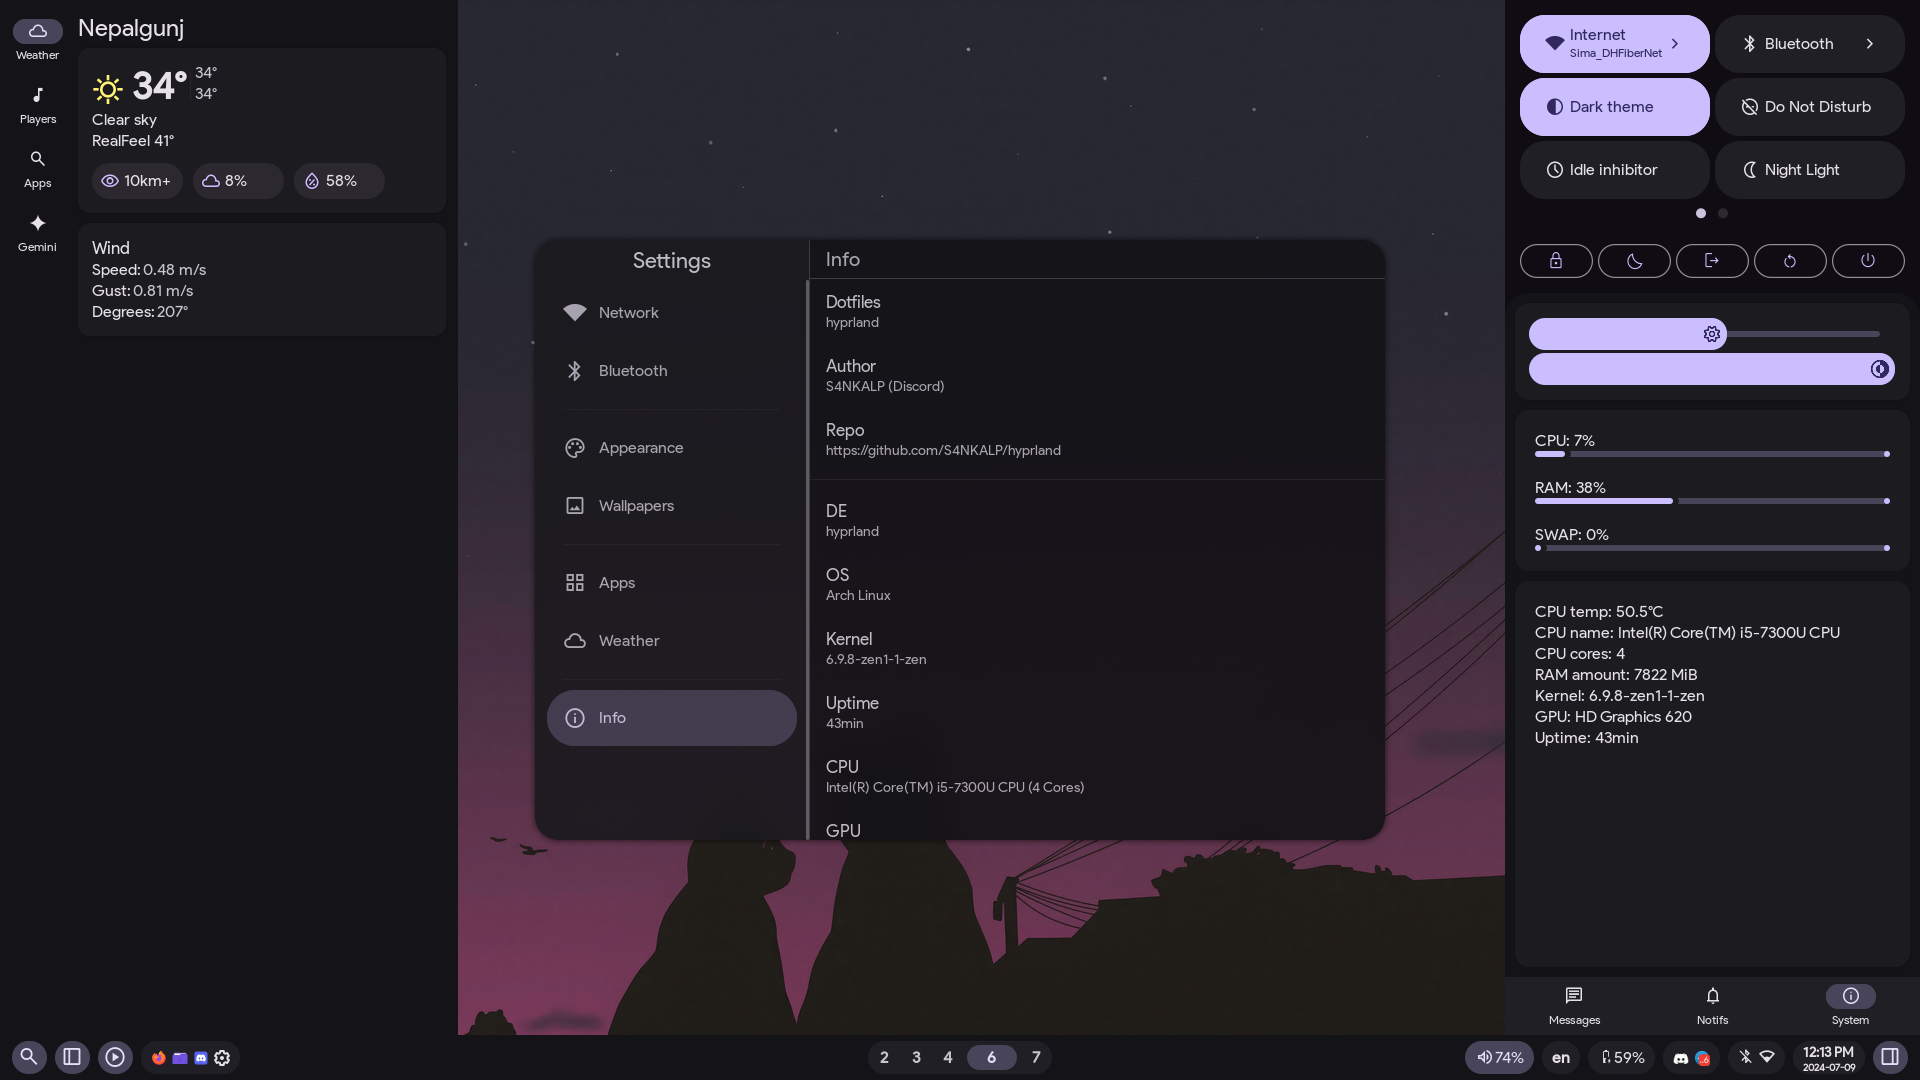 Weather
Players
Apps
Gemini
Nepalgunj
34°
34°
34°
Clear sky
RealFeel 41°
10km+
8%
58%
Wind
Speed: 0.48 m/s
Gust: 0.81 m/s
Degrees: 207°
Settings
Network
Bluetooth
Appearance
Wallpapers
Apps
Weather
Info
Info
Dotfiles
hyprland
Author
S4NKALP (Discord)
Repo
https://github.com/S4NKALP/hyprland
DE
hyprland
OS
Arch Linux
Kernel
6.9.8-zen1-1-zen
Uptime
43min
CPU
Intel(R) Core(TM) i5-7300U CPU (4 Cores)
GPU
Internet
Sima_DHFiberNet
Bluetooth
Dark theme
Do Not Disturb
Idle inhibitor
Night Light
CPU: 7%
RAM: 38%
SWAP: 0%
CPU temp: 50.5°C
CPU name: Intel(R) Core(TM) i5-7300U CPU
CPU cores: 4
RAM amount: 7822 MiB
Kernel: 6.9.8-zen1-1-zen
GPU: HD Graphics 620
Uptime: 43min
Messages
Notifs
System
2 3 4 6 7
74%
en
59%
12:13 PM
2024-07-09